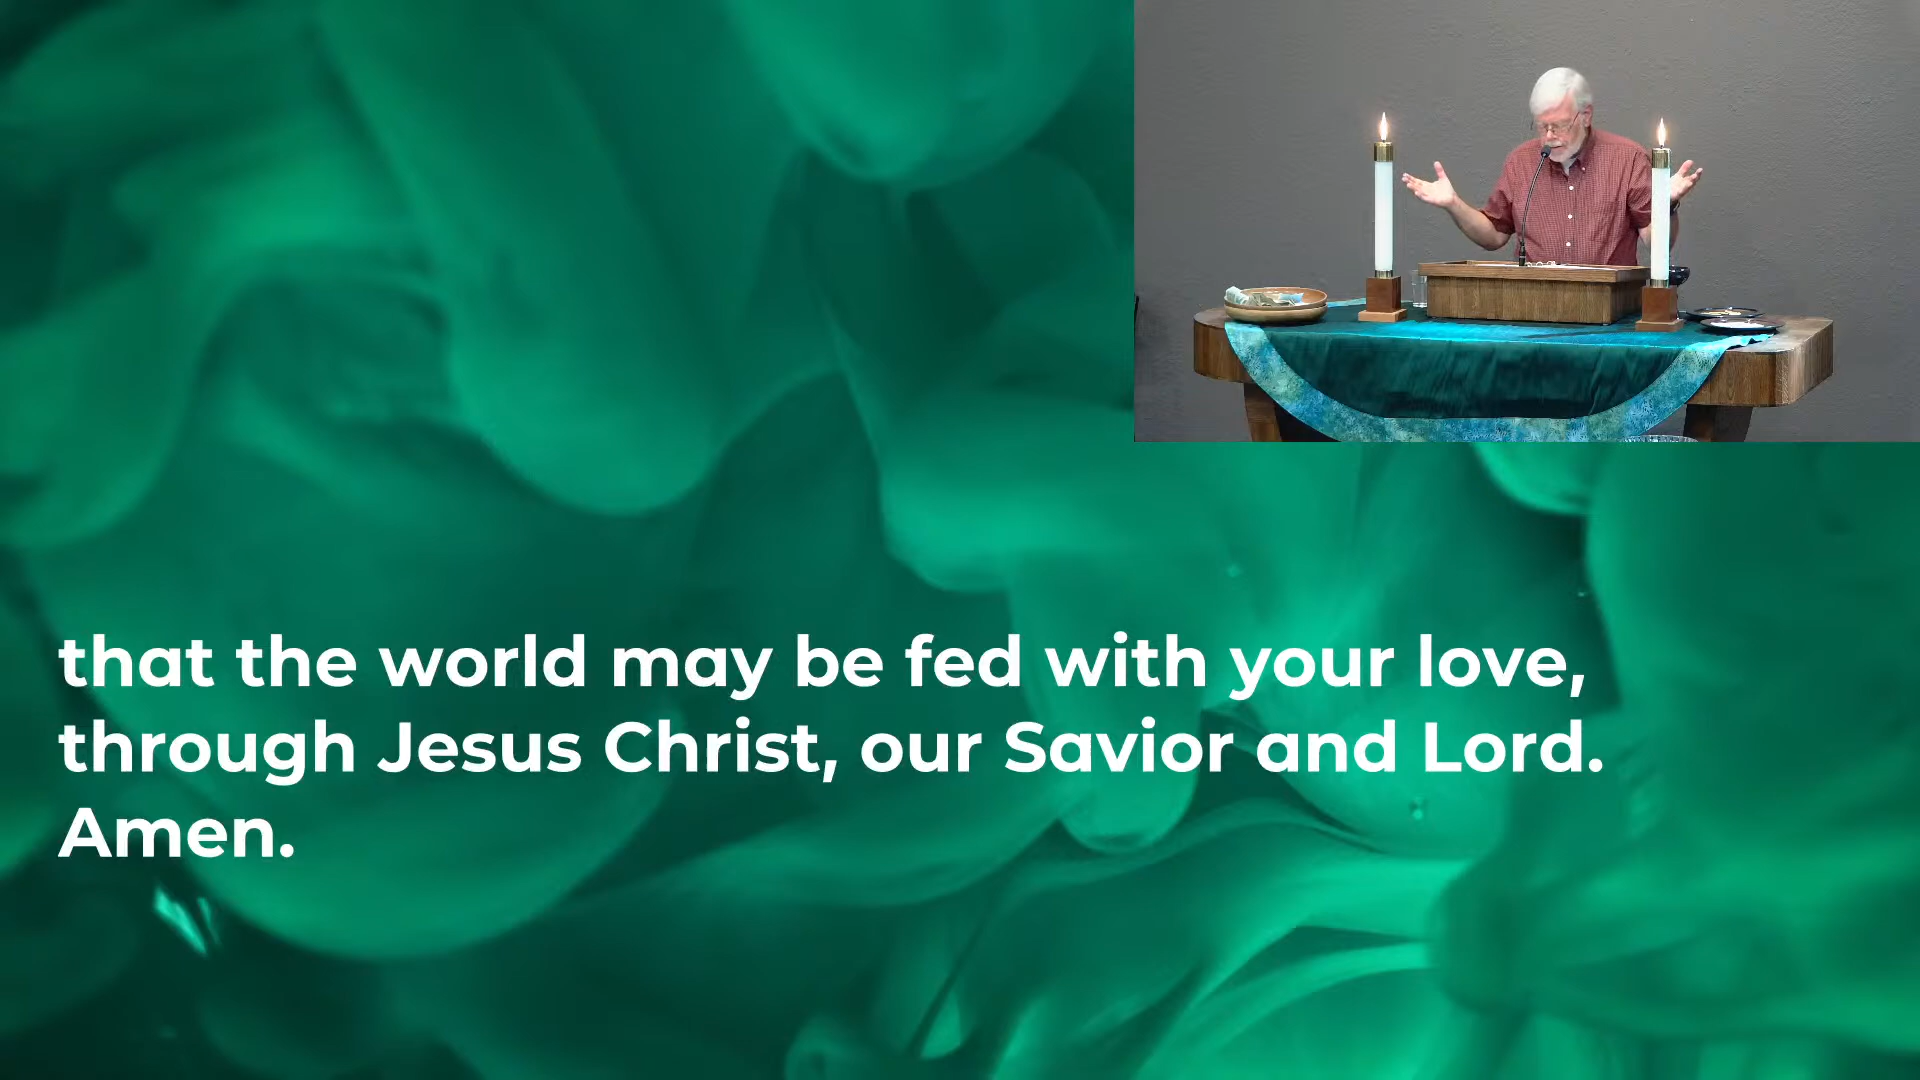 that the world may be fed with your love,
through Jesus Christ, our Savior and Lord.
Amen.